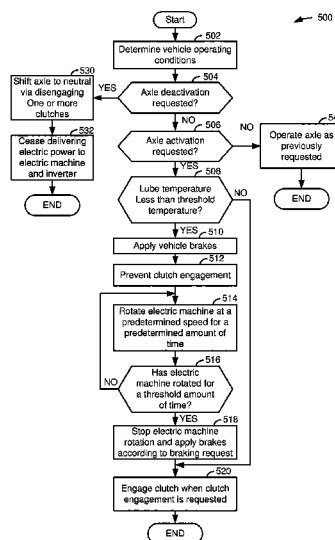 Start
500
502
Determine vehicle operating
conditions
504
Axle deactivation
requested?
YES
530
Shift axle to neutral
via disengaging
One or more
clutches
532
Cease delivering
electric power to
electric machine
and inverter
END
NO
506
Axle activation
requested?
NO
Operate axle as
previously
requested
END
YES
508
Lube temperature
Less than threshold
temperature?
NO
YES
510
Apply vehicle brakes
512
Prevent clutch engagement
514
Rotate electric machine at a
predetermined speed for a
predetermined amount of
time
516
Has electric
machine rotated for
a threshold amount
of time?
NO
YES
518
Stop electric machine
rotation and apply brakes
according to braking request
520
Engage clutch when clutch
engagement is requested
END